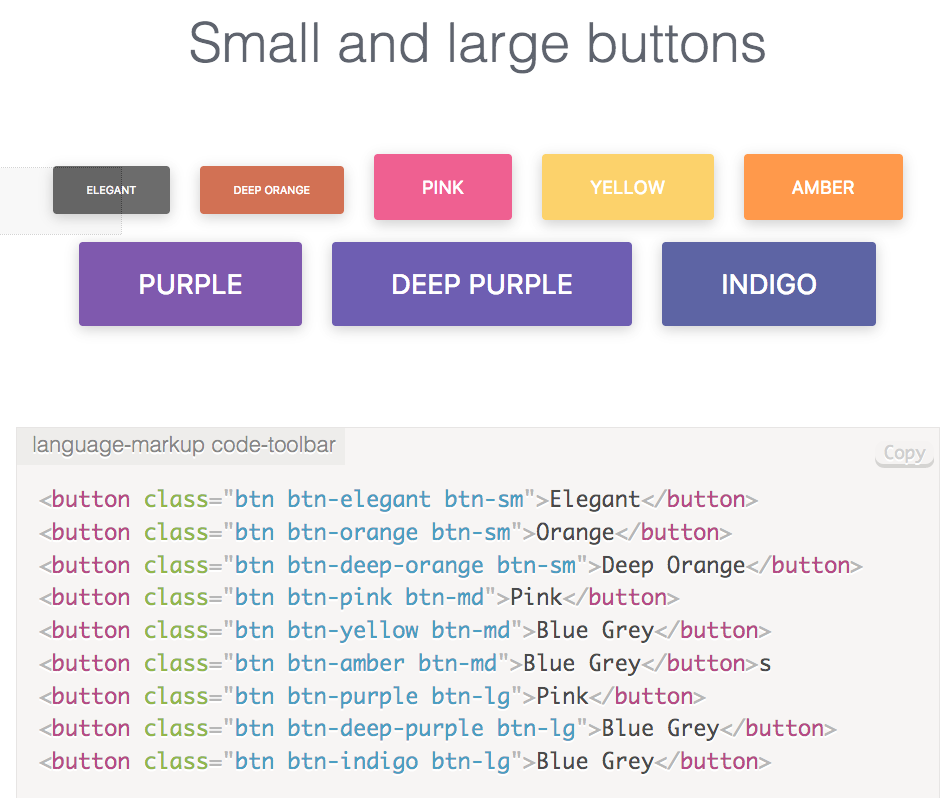 Small and large buttons
ELEGANT DEEP ORANGE PINK YELLOW AMBER
PURPLE DEEP PURPLE INDIGO
language-markup code-toolbar
Copy
<button class="btn btn-elegant btn-sm">Elegant</button>
<button class="btn btn-orange btn-sm">Orange</button>
<button class="btn btn-deep-orange btn-sm">Deep Orange</button>
<button class="btn btn-pink btn-md">Pink</button>
<button class="btn btn-yellow btn-md">Blue Grey</button>
<button class="btn btn-amber btn-md">Blue Grey</button>s
<button class="btn btn-purple btn-lg">Pink</button>
<button class="btn btn-deep-purple btn-lg">Blue Grey</button>
<button class="btn btn-indigo btn-lg">Blue Grey</button>